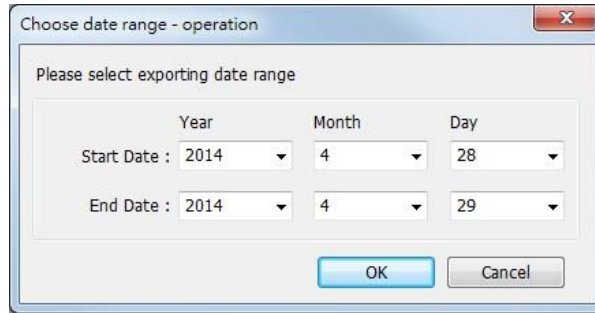 Choose date range - operation
Please select exporting date range
Year Month Day
Start Date : 2014 4 28
End Date : 2014 4 29
OK Cancel